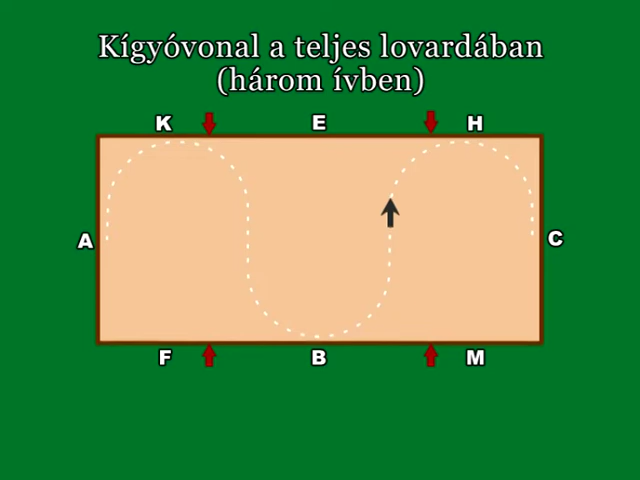 Kígyóvonal a teljes lovardában
(három ívben)
K E H
A C
F B M